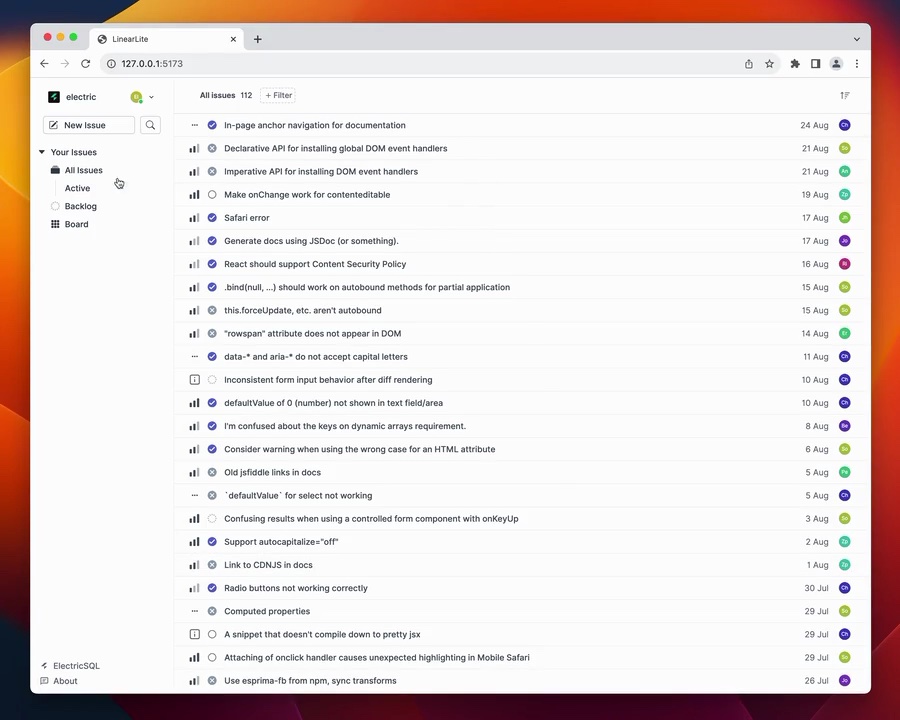 LinearLite
127.0.0.1:5173
electric
All issues 112 + Filter
New Issue
Your Issues
All Issues
Active
Backlog
Board
In-page anchor navigation for documentation 24 Aug Ch
Declarative API for installing global DOM event handlers 21 Aug So
Imperative API for installing DOM event handlers 21 Aug An
Make onChange work for contenteditable 19 Aug Zp
Safari error 17 Aug Jh
Generate docs using JSDoc (or something). 17 Aug Jo
React should support Content Security Policy 16 Aug
.bind(null, ...) should work on autobound methods for partial application 15 Aug So
this.forceUpdate, etc. aren't autobound 15 Aug So
"rowspan" attribute does not appear in DOM 14 Aug
data-* and aria-* do not accept capital letters 11 Aug Ch
Inconsistent form input behavior after diff rendering 10 Aug Ch
defaultValue of 0 (number) not shown in text field/area 10 Aug Ch
I'm confused about the keys on dynamic arrays requirement. 8 Aug Be
Consider warning when using the wrong case for an HTML attribute 6 Aug So
Old jsfiddle links in docs 5 Aug Pe
`defaultValue` for select not working 5 Aug Ch
Confusing results when using a controlled form component with onKeyUp 3 Aug So
Support autocapitalize="off" 2 Aug Zp
Link to CDNJS in docs 1 Aug Zp
Radio buttons not working correctly 30 Jul Ch
Computed properties 29 Jul So
A snippet that doesn't compile down to pretty jsx 29 Jul Ch
Attaching of onclick handler causes unexpected highlighting in Mobile Safari 29 Jul So
Use esprima-fb from npm, sync transforms 26 Jul Jo
ElectricSQL
About